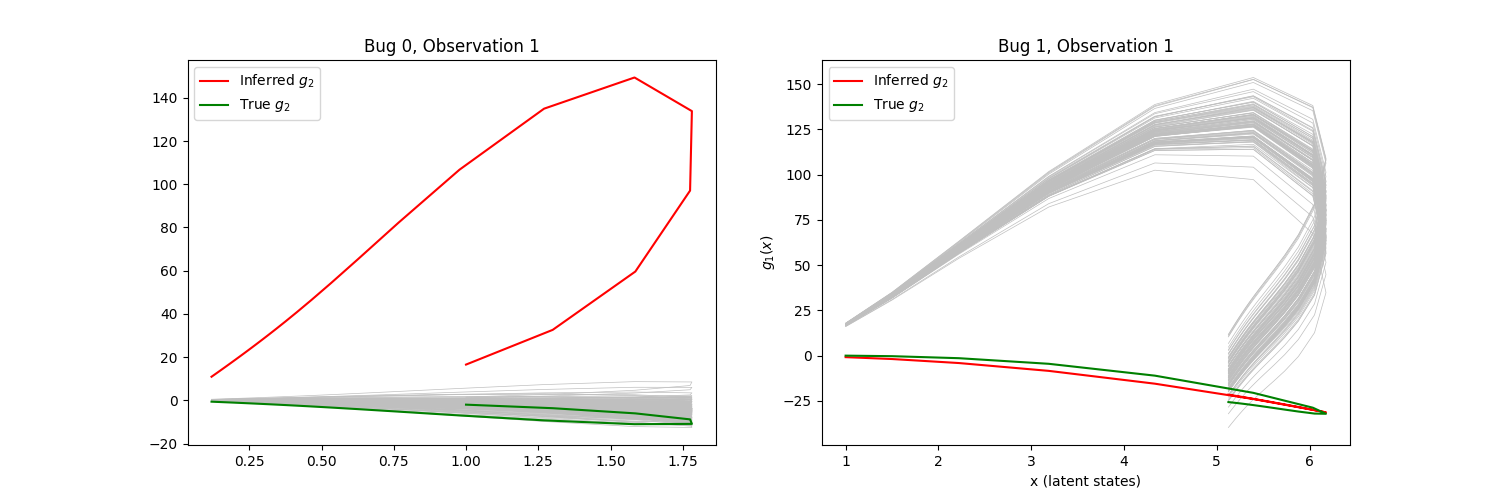 Bug 0, Observation 1
Inferred g₂
True g₂
140
120
100
80
60
40
20
0
−20
0.25 0.50 0.75 1.00 1.25 1.50 1.75
Bug 1, Observation 1
Inferred g₂
True g₂
150
125
100
75
50
25
0
−25
g₁(x)
1 2 3 4 5 6
x (latent states)